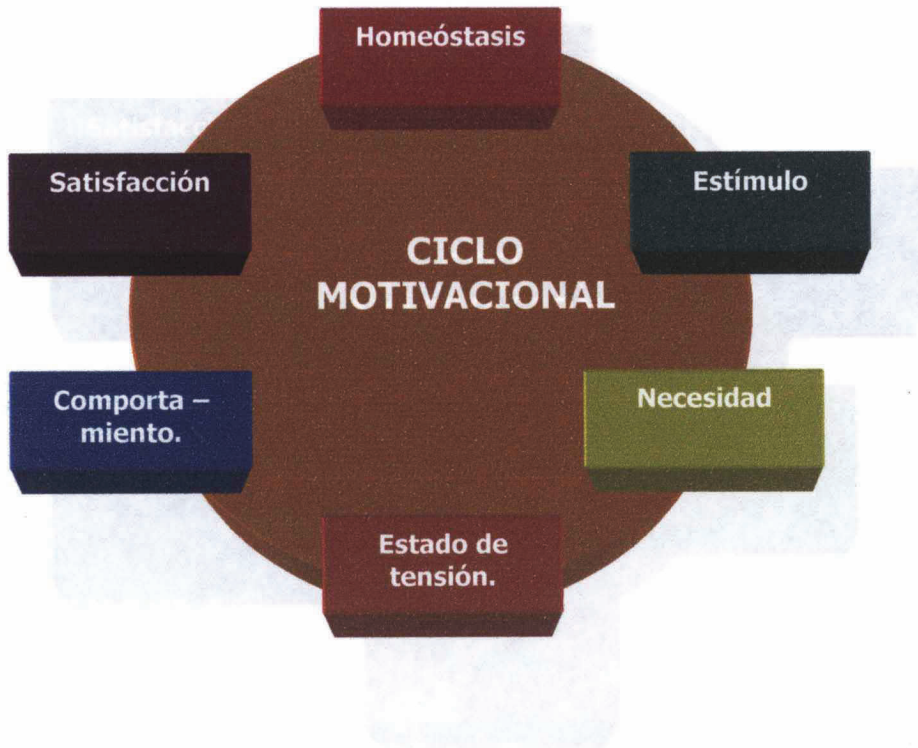 Homeóstasis
Satisfacción
Estímulo
CICLO
MOTIVACIONAL
Comporta –
miento.
Necesidad
Estado de
tensión.